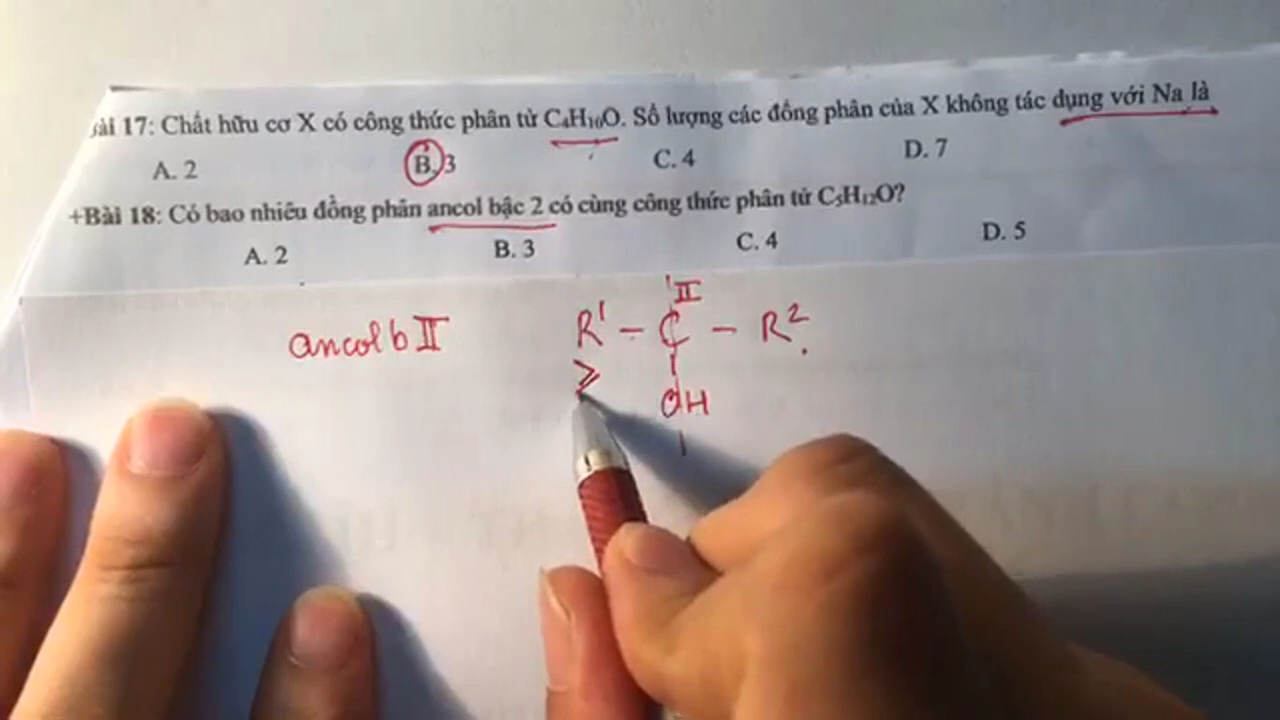 ài 17: Chất hữu cơ X có công thức phân tử C₄H₁₀O. Số lượng các đồng phân của X không tác dụng với Na là
A. 2 B. 3 C. 4 D. 7
+Bài 18: Có bao nhiêu đồng phân ancol bậc 2 có cùng công thức phân tử C₅H₁₂O?
A. 2 B. 3 C. 4 D. 5
II
ancol b II R¹ – C – R²
≥ OH